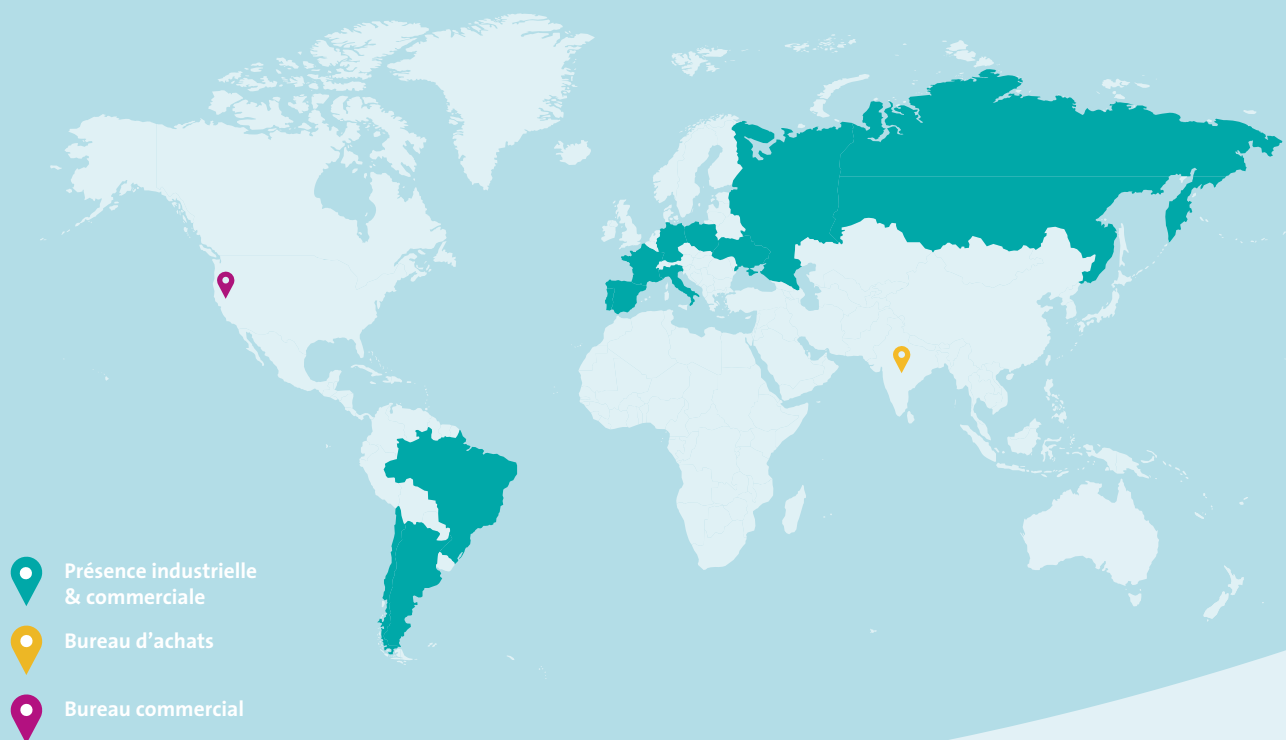 Présence industrielle
& commerciale
Bureau d’achats
Bureau commercial